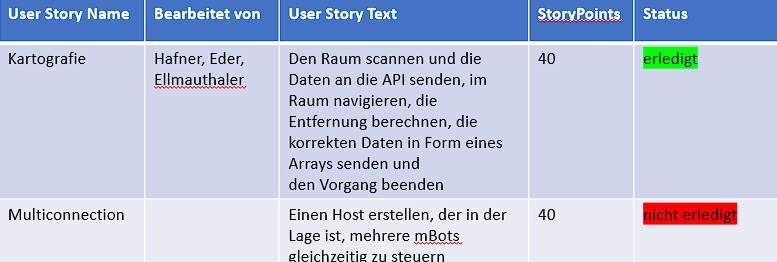 User Story Name Bearbeitet von User Story Text StoryPoints Status
Kartografie Hafner, Eder, Den Raum scannen und die 40 erledigt
Ellmauthaler Daten an die API senden, im
Raum navigieren, die
Entfernung berechnen, die
korrekten Daten in Form eines
Arrays senden und
den Vorgang beenden
Multiconnection Einen Host erstellen, der in der 40 nicht erledigt
Lage ist, mehrere mBots
gleichzeitig zu steuern